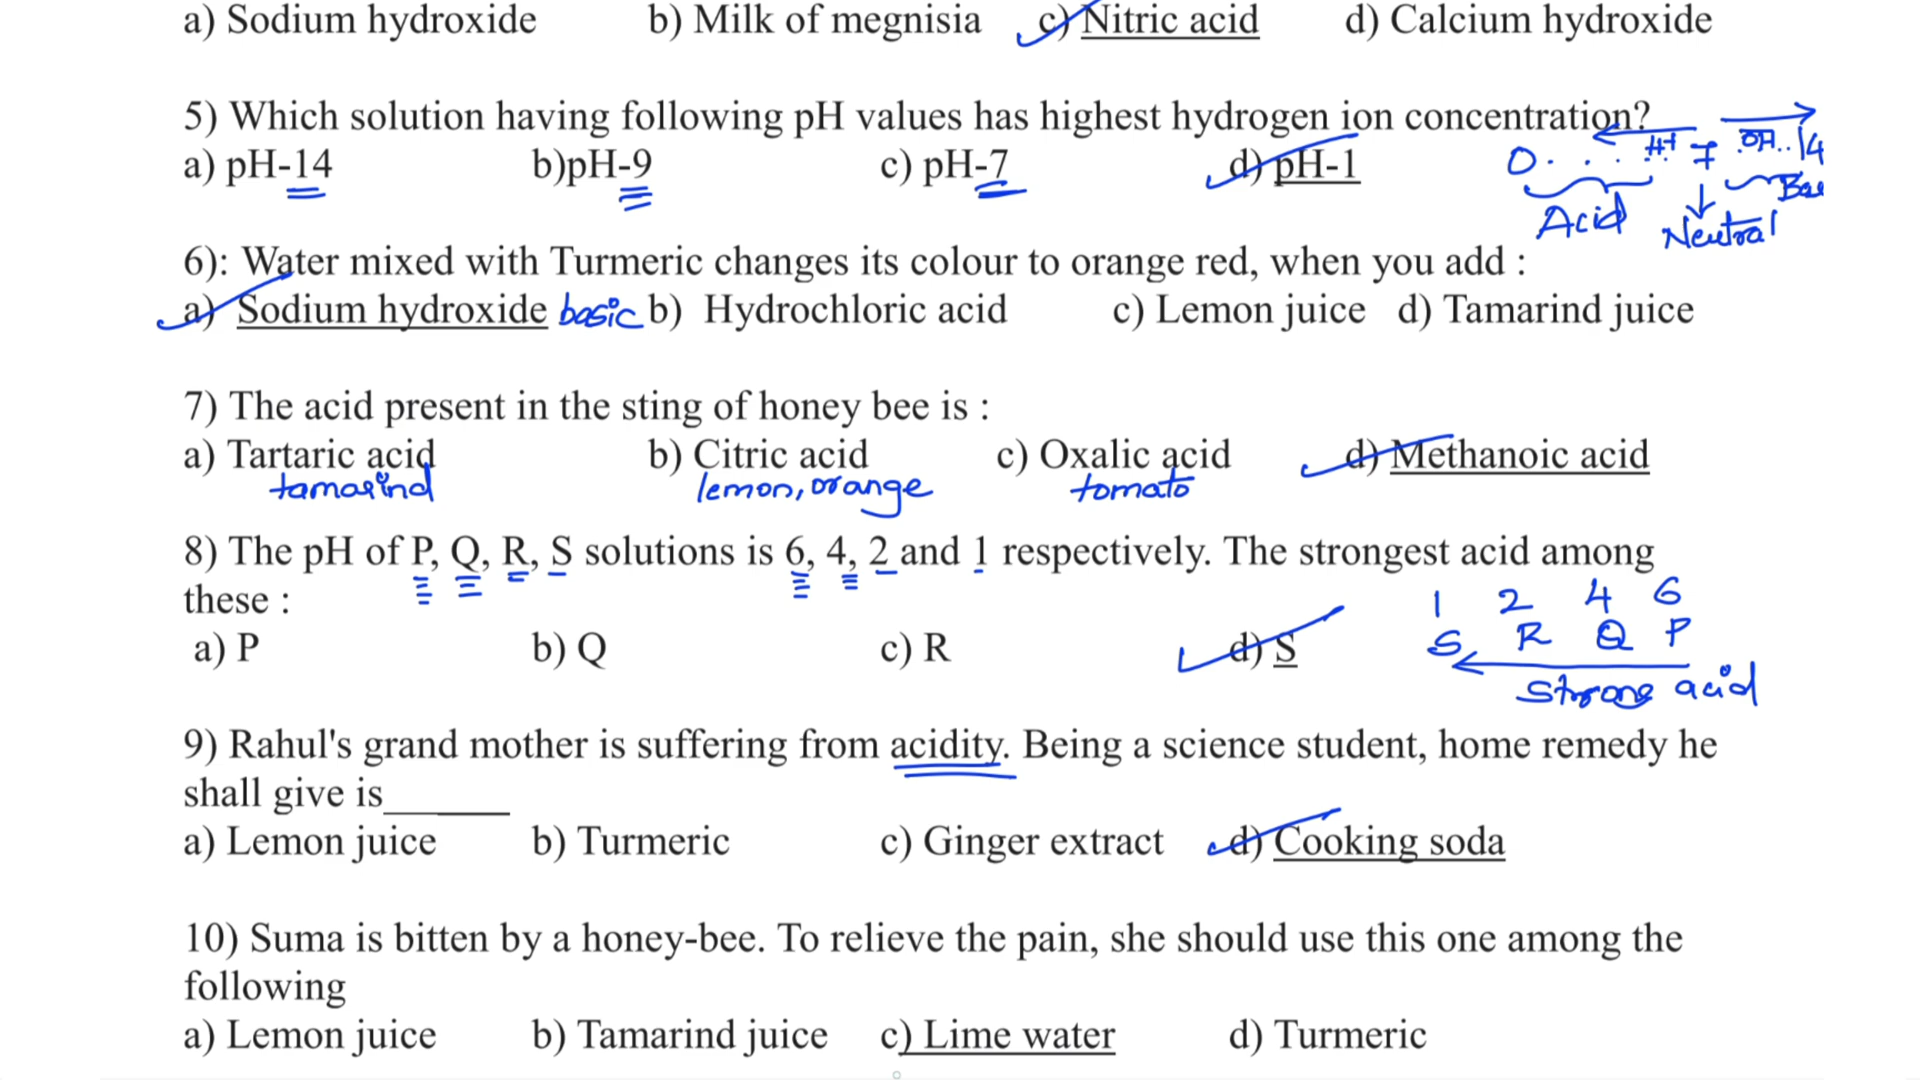 a) Sodium hydroxide b) Milk of megnisia c) Nitric acid d) Calcium hydroxide
5) Which solution having following pH values has highest hydrogen ion concentration?
a) pH-14 b)pH-9 c) pH-7 d) pH-1
0. . . . H+ 7 OH. . 14
Acid Neutral
6): Water mixed with Turmeric changes its colour to orange red, when you add :
a) Sodium hydroxide basic b) Hydrochloric acid c) Lemon juice d) Tamarind juice
7) The acid present in the sting of honey bee is :
a) Tartaric acid b) Citric acid c) Oxalic acid d) Methanoic acid
tamarind lemon, orange tomato
8) The pH of P, Q, R, S solutions is 6, 4, 2 and 1 respectively. The strongest acid among
these :
1 2 4 6
a) P b) Q c) R d) S
S R Q P
Strong acid
9) Rahul's grand mother is suffering from acidity. Being a science student, home remedy he
shall give is______
a) Lemon juice b) Turmeric c) Ginger extract d) Cooking soda
10) Suma is bitten by a honey-bee. To relieve the pain, she should use this one among the
following
a) Lemon juice b) Tamarind juice c) Lime water d) Turmeric